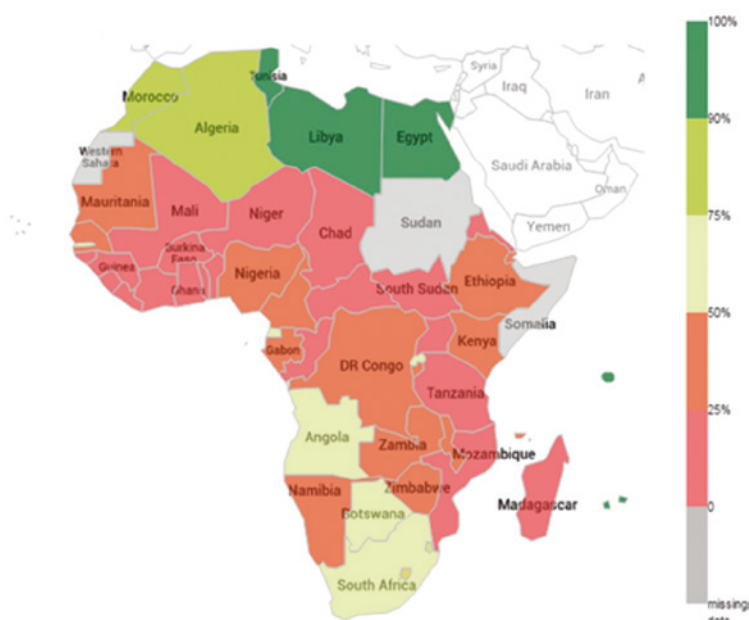 100%
Syria
Tunisia
Iraq
Iran
A
Morocco
90%
Algeria
Libya
Egypt
Western
Sahara
Saudi Arabia
Oman
Mauritania
Mali
Niger
Chad
Sudan
Yemen
75%
Burkina
Faso
Guinea
Nigeria
Ghana
South Sudan
Ethiopia
50%
Somalia
Gabon
Kenya
DR Congo
Tanzania
25%
Angola
Zambia
Mozambique
Namibia
Zimbabwe
Madagascar
0
Botswana
South Africa
missing
data